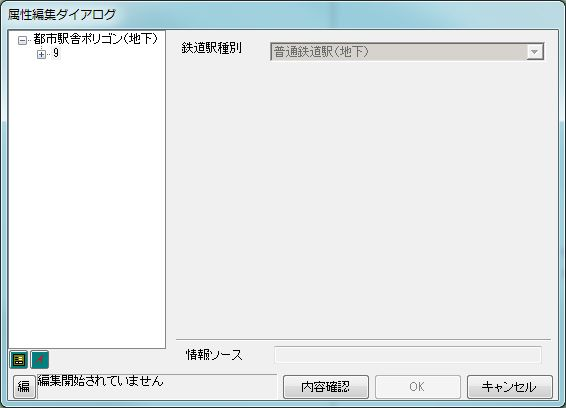 属性編集ダイアログ
都市駅舎ポリゴン(地下)
9
鉄道駅種別
普通鉄道駅(地下)
情報ソース
編
編集開始されていません
内容確認
OK
キャンセル